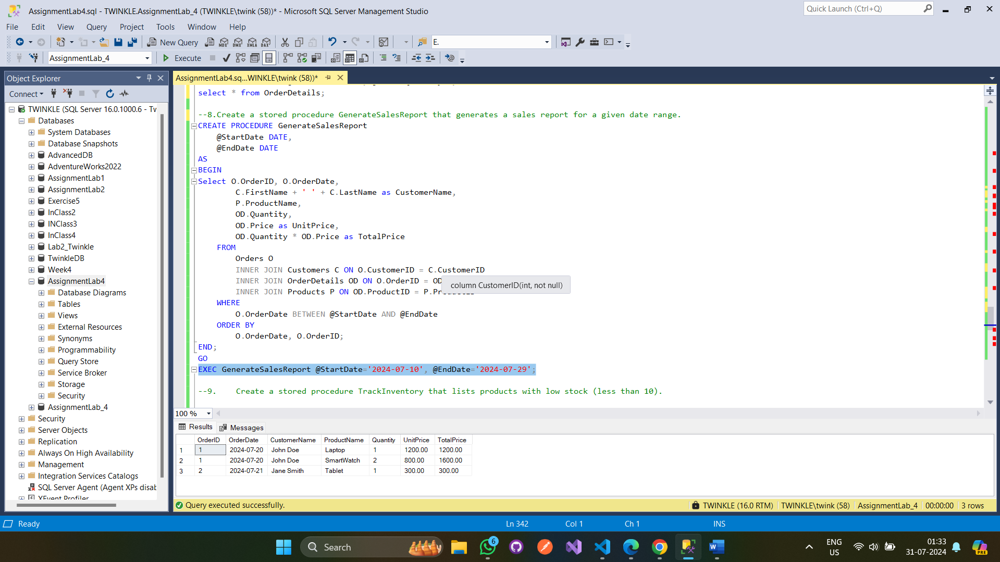 AssignmentLab4.sql - TWINKLE.AssignmentLab_4 (TWINKLE\twink (58))* - Microsoft SQL Server Management Studio
Quick Launch (Ctrl+Q)
File Edit View Query Project Tools Window Help
New Query
MDX DMX XMLA DAX
E.
AssignmentLab_4
Execute
Object Explorer
Connect
TWINKLE (SQL Server 16.0.1000.6 - Tw
Databases
System Databases
Database Snapshots
AdvancedDB
AdventureWorks2022
AssignmentLab1
AssignmentLab2
Exercise5
InClass2
INClass3
InClass4
Lab2_Twinkle
TwinkleDB
Week4
AssignmentLab4
Database Diagrams
Tables
Views
External Resources
Synonyms
Programmability
Query Store
Service Broker
Storage
Security
AssignmentLab_4
Security
Server Objects
Replication
Always On High Availability
Management
Integration Services Catalogs
SQL Server Agent (Agent XPs disab
XEvent Profiler
AssignmentLab4.sq...WINKLE\twink (58))*
select * from OrderDetails;
--8.Create a stored procedure GenerateSalesReport that generates a sales report for a given date range.
CREATE PROCEDURE GenerateSalesReport
@StartDate DATE,
@EndDate DATE
AS
BEGIN
Select O.OrderID, O.OrderDate,
C.FirstName + ' ' + C.LastName as CustomerName,
P.ProductName,
OD.Quantity,
OD.Price as UnitPrice,
OD.Quantity * OD.Price as TotalPrice
FROM
Orders O
INNER JOIN Customers C ON O.CustomerID = C.CustomerID
INNER JOIN OrderDetails OD ON O.OrderID = OD
column CustomerID(int, not null)
INNER JOIN Products P ON OD.ProductID = P.ProductID
WHERE
O.OrderDate BETWEEN @StartDate AND @EndDate
ORDER BY
O.OrderDate, O.OrderID;
END;
GO
EXEC GenerateSalesReport @StartDate='2024-07-10', @EndDate='2024-07-29';
--9. Create a stored procedure TrackInventory that lists products with low stock (less than 10).
100 %
Results Messages
OrderID OrderDate CustomerName ProductName Quantity UnitPrice TotalPrice
1 1 2024-07-20 John Doe Laptop 1 1200.00 1200.00
2 1 2024-07-20 John Doe SmartWatch 2 800.00 1600.00
3 2 2024-07-21 Jane Smith Tablet 1 300.00 300.00
Query executed successfully.
TWINKLE (16.0 RTM) TWINKLE\twink (58) AssignmentLab_4 00:00:00 3 rows
Ready
Ln 342 Col 1 Ch 1 INS
Search
6
ENG
US
01:33
31-07-2024
PRE